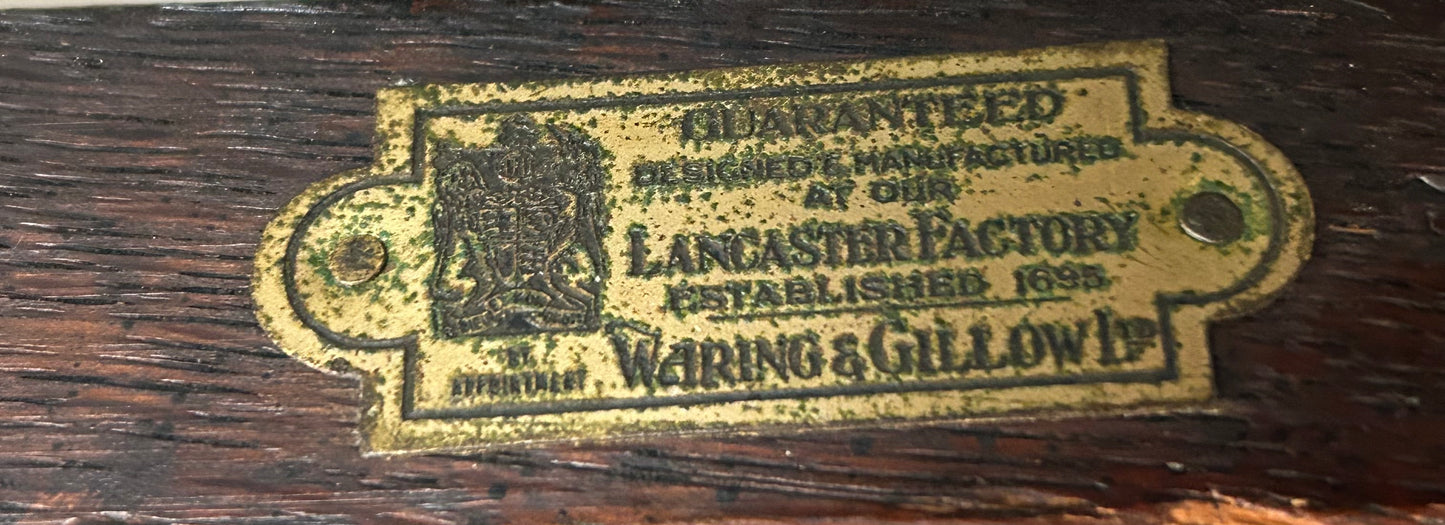 GUARANTEED
DESIGNED & MANUFACTURED
AT OUR
LANCASTER FACTORY
ESTABLISHED 1695
WARING & GILLOW LTD
BY
APPOINTMENT